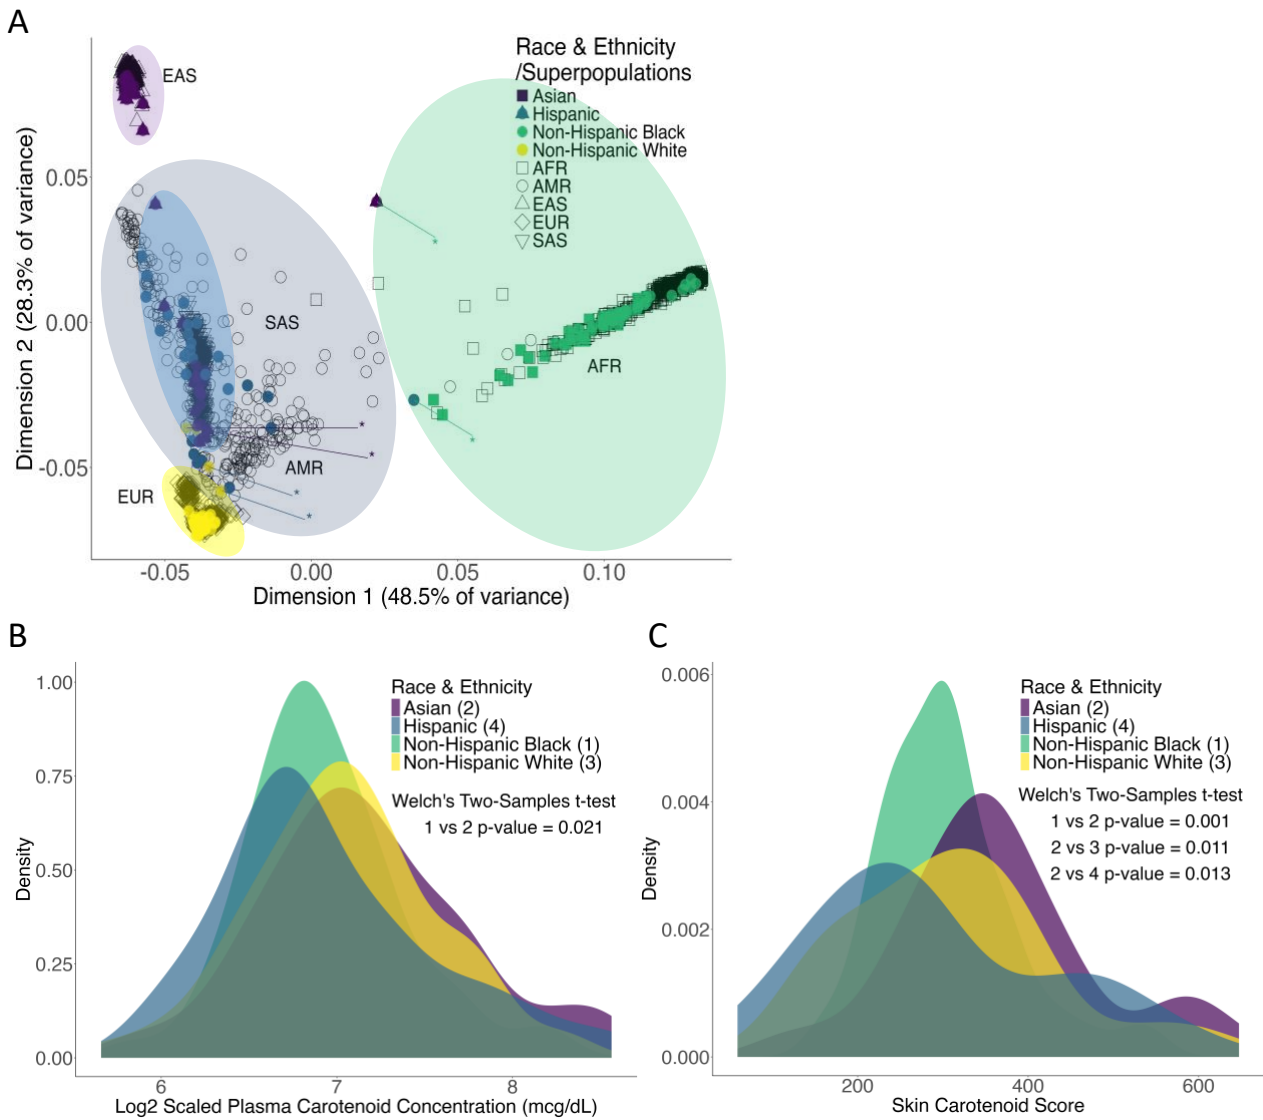 A
Race & Ethnicity
/Superpopulations
Asian
Hispanic
Non-Hispanic Black
Non-Hispanic White
AFR
AMR
EAS
EUR
SAS
EAS
SAS
AFR
AMR
EUR
*
*
*
*
*
*
0.05
0.00
-0.05
Dimension 2 (28.3% of variance)
-0.05
0.00
0.05
0.10
Dimension 1 (48.5% of variance)
B
Race & Ethnicity
Asian (2)
Hispanic (4)
Non-Hispanic Black (1)
Non-Hispanic White (3)
Welch's Two-Samples t-test
1 vs 2 p-value = 0.021
1.00
0.75
0.50
0.25
0.00
Density
6
7
8
Log2 Scaled Plasma Carotenoid Concentration (mcg/dL)
C
Race & Ethnicity
Asian (2)
Hispanic (4)
Non-Hispanic Black (1)
Non-Hispanic White (3)
Welch's Two-Samples t-test
1 vs 2 p-value = 0.001
2 vs 3 p-value = 0.011
2 vs 4 p-value = 0.013
0.006
0.004
0.002
0.000
Density
200
400
600
Skin Carotenoid Score